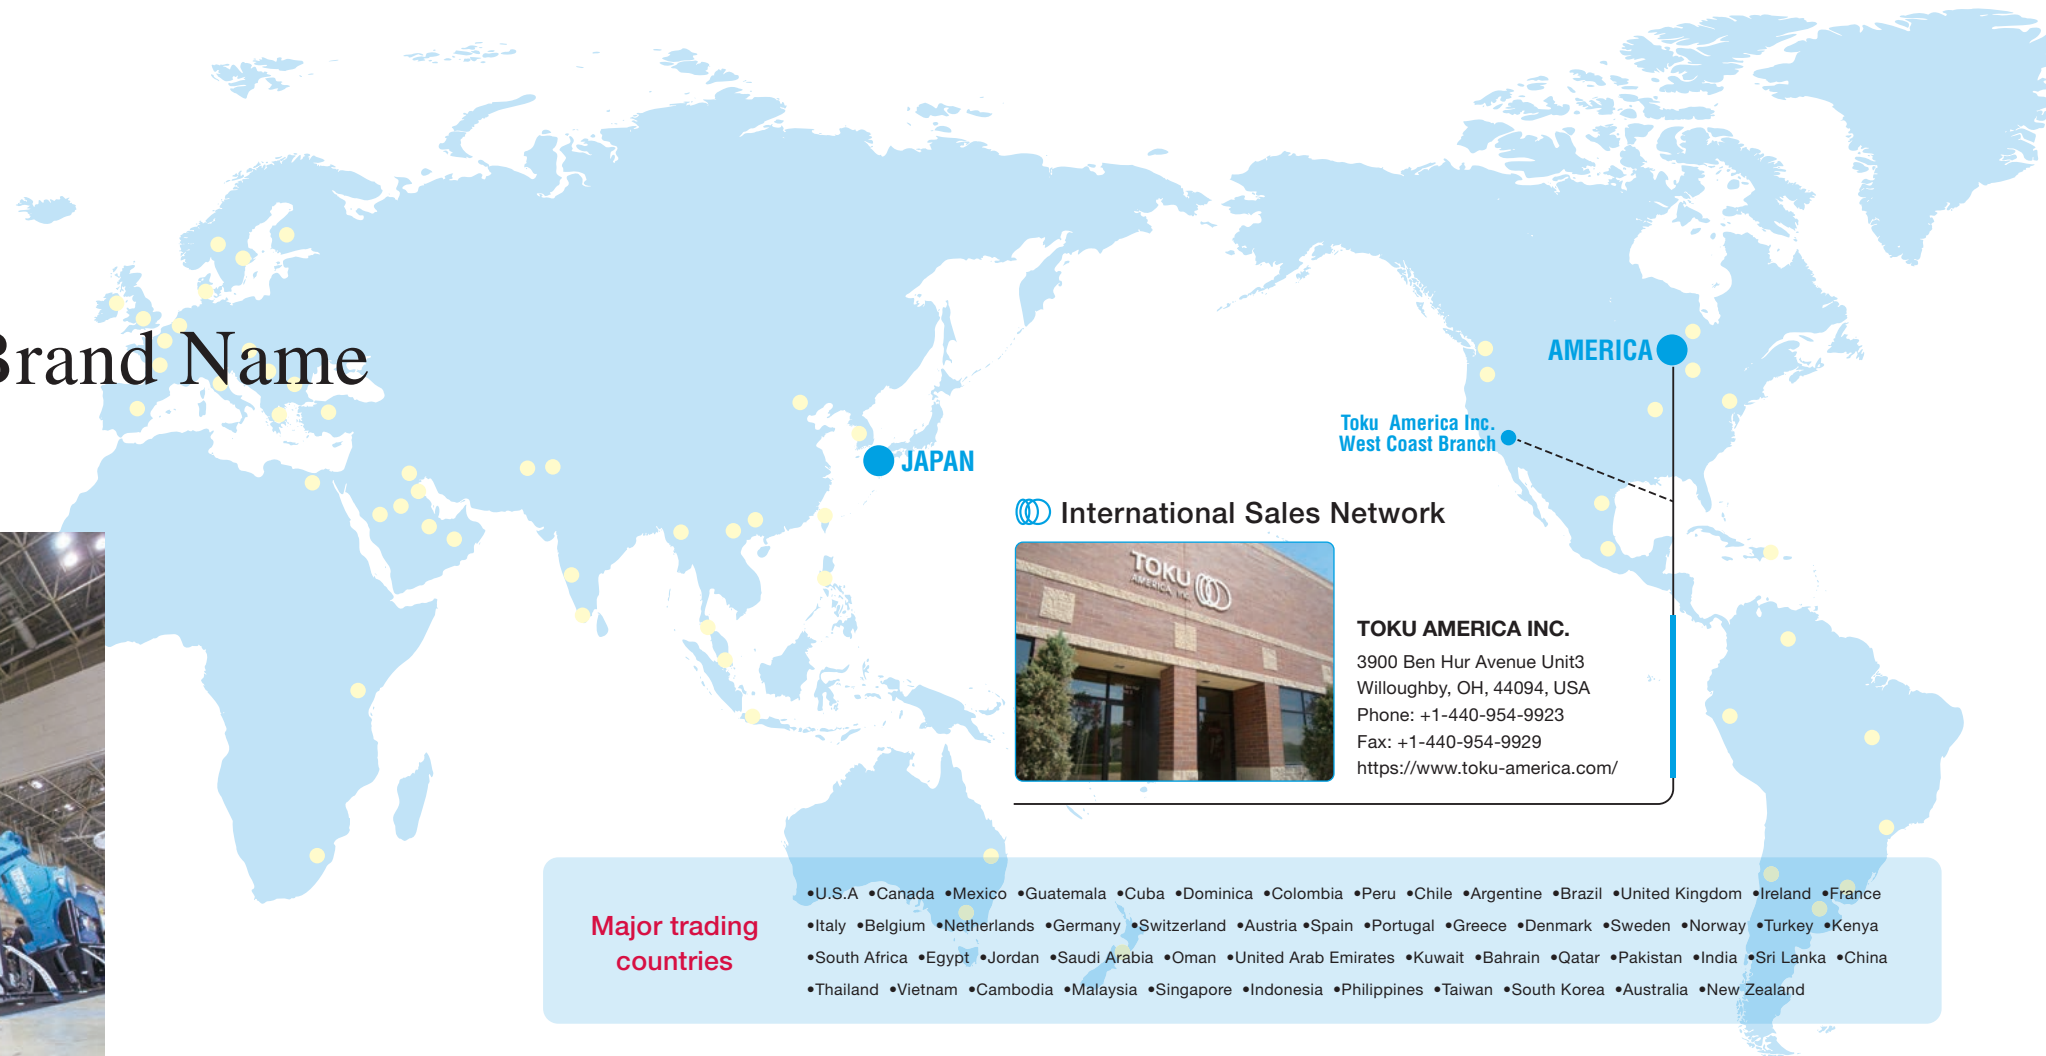 Brand Name
AMERICA
Toku America Inc.
West Coast Branch
JAPAN
International Sales Network
TOKU
AMERICA, INC.
TOKU AMERICA INC.
3900 Ben Hur Avenue Unit3
Willoughby, OH, 44094, USA
Phone: +1-440-954-9923
Fax: +1-440-954-9929
https://www.toku-america.com/
Major trading
countries
•U.S.A •Canada •Mexico •Guatemala •Cuba •Dominica •Colombia •Peru •Chile •Argentine •Brazil •United Kingdom •Ireland •France
•Italy •Belgium •Netherlands •Germany •Switzerland •Austria •Spain •Portugal •Greece •Denmark •Sweden •Norway •Turkey •Kenya
•South Africa •Egypt •Jordan •Saudi Arabia •Oman •United Arab Emirates •Kuwait •Bahrain •Qatar •Pakistan •India •Sri Lanka •China
•Thailand •Vietnam •Cambodia •Malaysia •Singapore •Indonesia •Philippines •Taiwan •South Korea •Australia •New Zealand